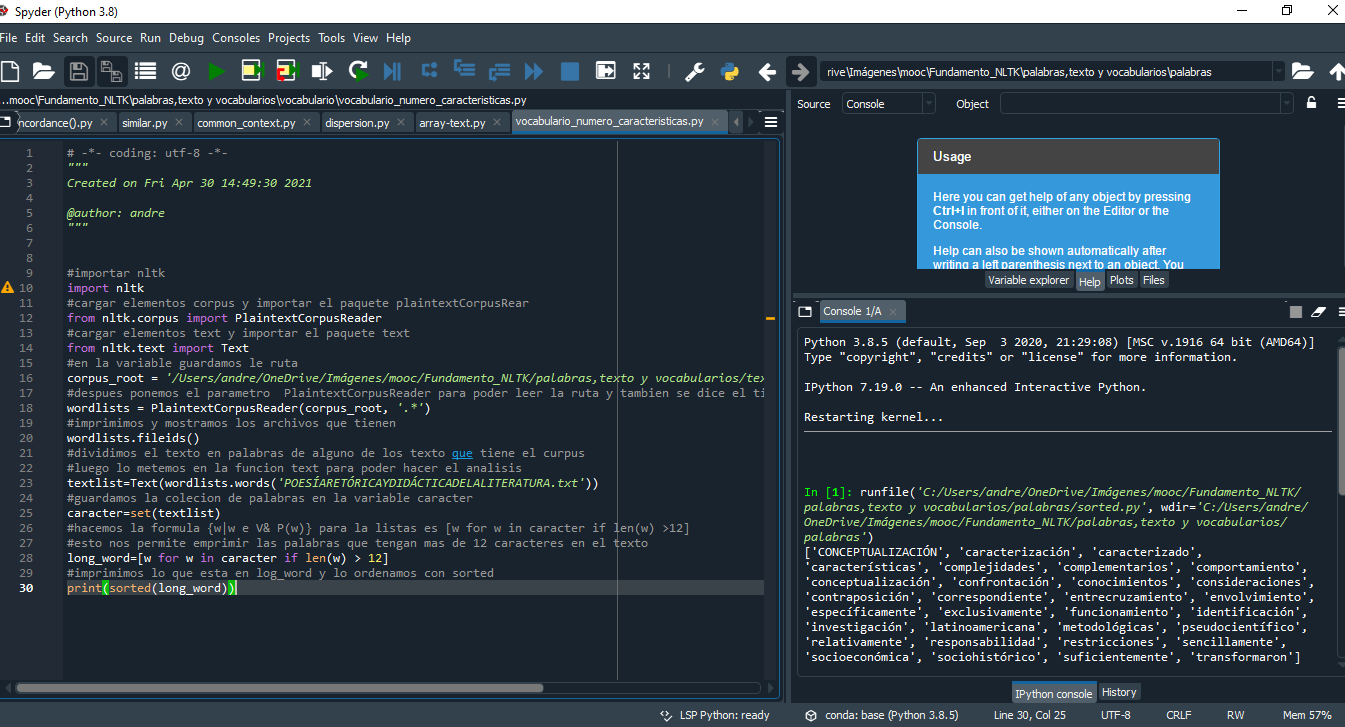 Spyder (Python 3.8)
File Edit Search Source Run Debug Consoles Projects Tools View Help
rive\Imágenes\mooc\Fundamento_NLTK\palabras,texto y vocabularios\palabras
...mooc\Fundamento_NLTK\palabras,texto y vocabularios\vocabulario\vocabulario_numero_caracteristicas.py
ncordance().py similar.py common_context.py dispersion.py array-text.py vocabulario_numero_caracteristicas.py
1 # -*- coding: utf-8 -*-
2 """
3 Created on Fri Apr 30 14:49:30 2021
4
5 @author: andre
6 """
7
8
9 #importar nltk
10 import nltk
11 #cargar elementos corpus y importar el paquete plaintextCorpusRear
12 from nltk.corpus import PlaintextCorpusReader
13 #cargar elementos text y importar el paquete text
14 from nltk.text import Text
15 #en la variable guardamos le ruta
16 corpus_root = '/Users/andre/OneDrive/Imágenes/mooc/Fundamento_NLTK/palabras,texto y vocabularios/tex
17 #despues ponemos el parametro  PlaintextCorpusReader para poder leer la ruta y tambien se dice el ti
18 wordlists = PlaintextCorpusReader(corpus_root, '.*')
19 #imprimimos y mostramos los archivos que tienen
20 wordlists.fileids()
21 #dividimos el texto en palabras de alguno de los texto que tiene el curpus
22 #luego lo metemos en la funcion text para poder hacer el analisis
23 textlist=Text(wordlists.words('POESÍARETÓRICAYDIDÁCTICADELALITERATURA.txt'))
24 #guardamos la colecion de palabras en la variable caracter
25 caracter=set(textlist)
26 #hacemos la formula {w|w e V& P(w)} para la listas es [w for w in caracter if len(w) >12]
27 #esto nos permite emprimir las palabras que tengan mas de 12 caracteres en el texto
28 long_word=[w for w in caracter if len(w) > 12]
29 #imprimimos lo que esta en log_word y lo ordenamos con sorted
30 print(sorted(long_word))
Source Console Object
Usage
Here you can get help of any object by pressing
Ctrl+I in front of it, either on the Editor or the
Console.
Help can also be shown automatically after
writing a left parenthesis next to an object. You
Variable explorer Help Plots Files
Console 1/A
Python 3.8.5 (default, Sep  3 2020, 21:29:08) [MSC v.1916 64 bit (AMD64)]
Type "copyright", "credits" or "license" for more information.
IPython 7.19.0 -- An enhanced Interactive Python.
Restarting kernel...
In [1]: runfile('C:/Users/andre/OneDrive/Imágenes/mooc/Fundamento_NLTK/
palabras,texto y vocabularios/palabras/sorted.py', wdir='C:/Users/andre/
OneDrive/Imágenes/mooc/Fundamento_NLTK/palabras,texto y vocabularios/
palabras')
['CONCEPTUALIZACIÓN', 'caracterización', 'caracterizado',
'características', 'complejidades', 'complementarios', 'comportamiento',
'conceptualización', 'confrontación', 'conocimientos', 'consideraciones',
'contraposición', 'correspondiente', 'entrecruzamiento', 'envolvimiento',
'específicamente', 'exclusivamente', 'funcionamiento', 'identificación',
'investigación', 'latinoamericana', 'metodológicas', 'pseudocientífico',
'relativamente', 'responsabilidad', 'restricciones', 'sencillamente',
'socioeconómica', 'sociohistórico', 'suficientemente', 'transformaron']
IPython console History
LSP Python: ready conda: base (Python 3.8.5) Line 30, Col 25 UTF-8 CRLF RW Mem 57%